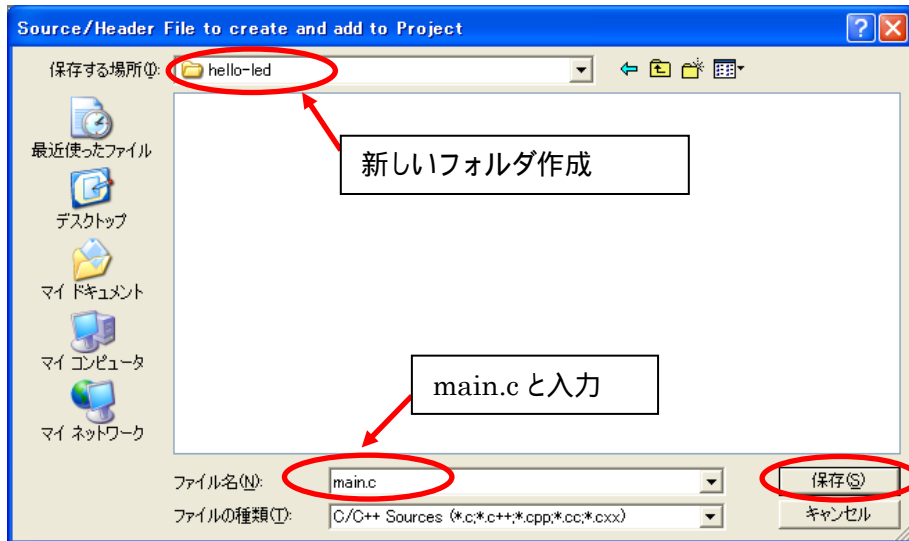 Source/Header File to create and add to Project
保存する場所(I):
hello-led
新しいフォルダ作成
最近使ったファイル
デスクトップ
マイ ドキュメント
マイ コンピュータ
マイ ネットワーク
main.c と入力
ファイル名(N):
main.c
保存(S)
ファイルの種類(T):
C/C++ Sources (*.c;*.c++;*.cpp;*.cc;*.cxx)
キャンセル